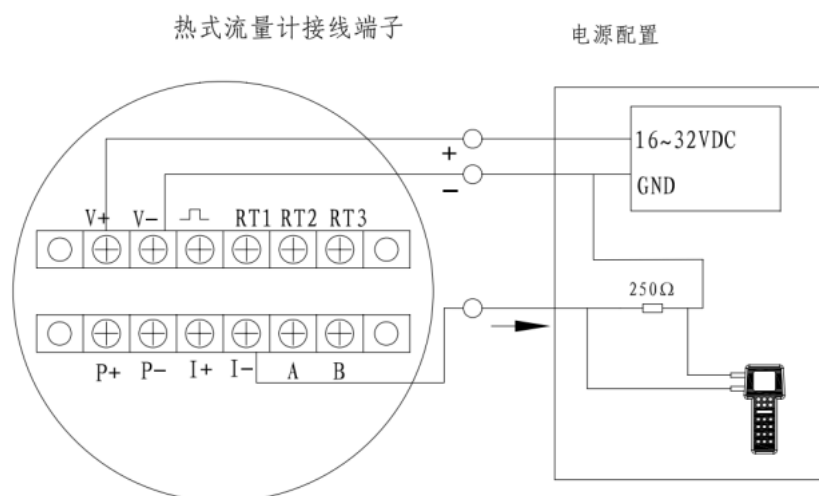 热式流量计接线端子
电源配置
16~32VDC
+
GND
−
V+ V− RT1 RT2 RT3
250Ω
P+ P− I+ I− A B